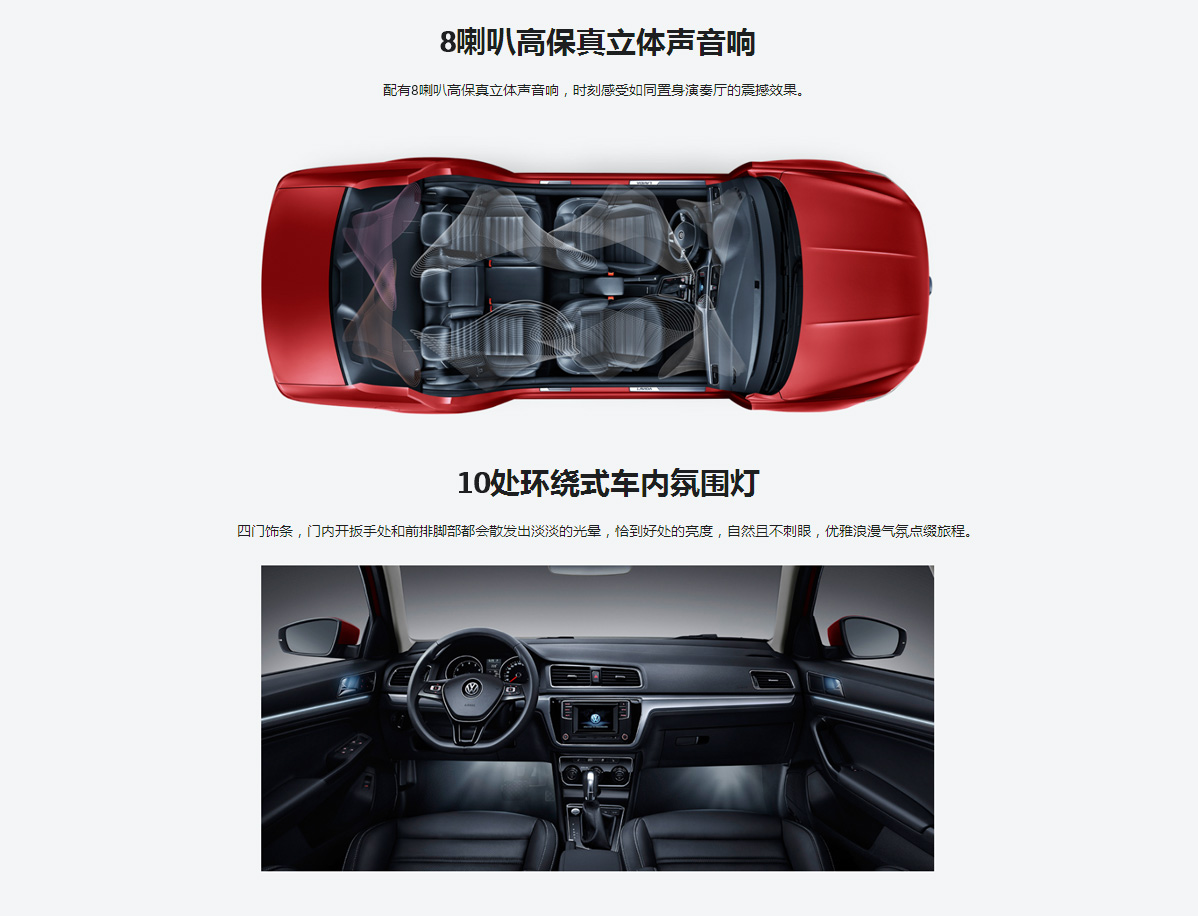 8喇叭高保真立体声音响
配有8喇叭高保真立体声音响，时刻感受如同置身演奏厅的震撼效果。
10处环绕式车内氛围灯
四门饰条，门内开扳手处和前排脚部都会散发出淡淡的光晕，恰到好处的亮度，自然且不刺眼，优雅浪漫气氛点缀旅程。